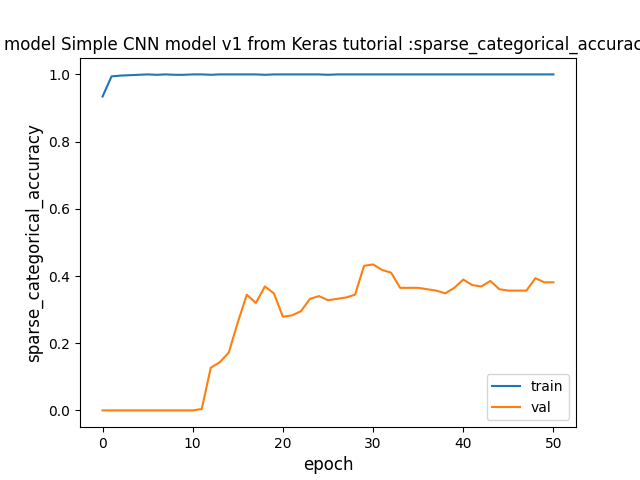 model Simple CNN model v1 from Keras tutorial :sparse_categorical_accurac
1.0
0.8
0.6
0.4
0.2
0.0
sparse_categorical_accuracy
train
val
0 10 20 30 40 50
epoch